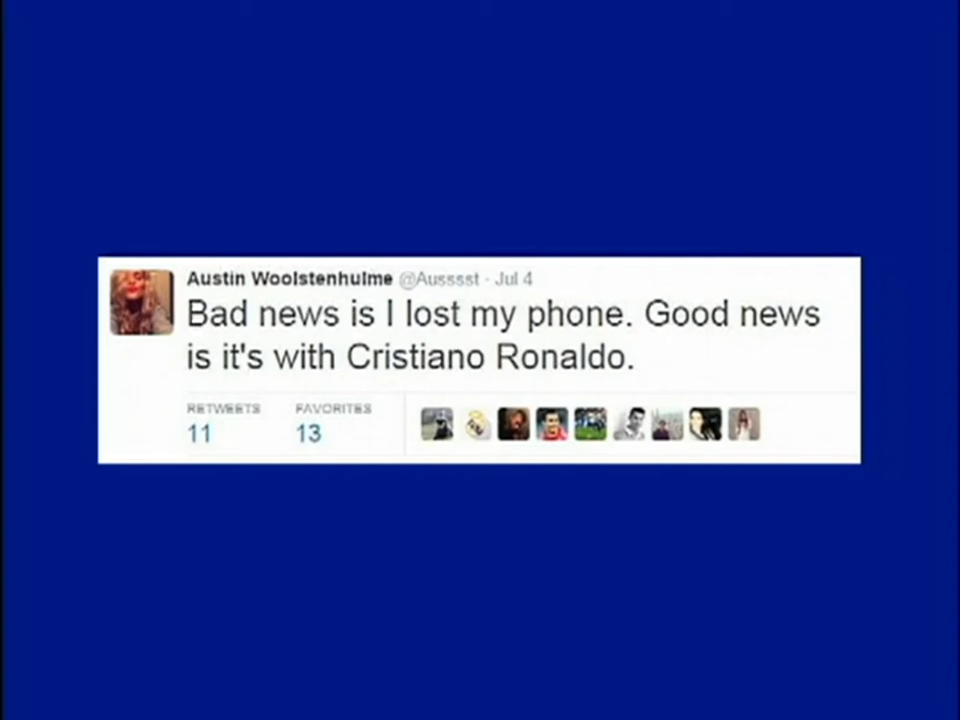 Austin Woolstenhulme @Ausssst · Jul 4
Bad news is I lost my phone. Good news
is it's with Cristiano Ronaldo.
RETWEETS FAVORITES
11 13